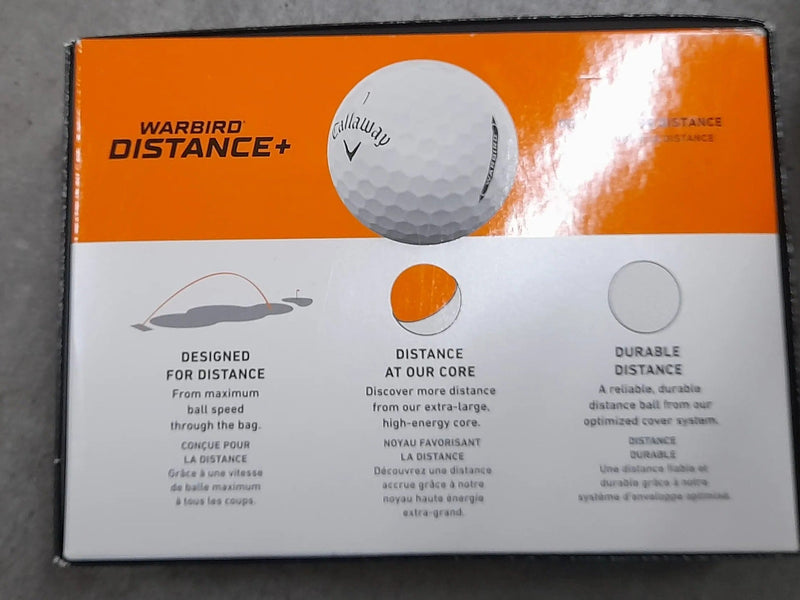 WARBIRD
DISTANCE+
1
Callaway
WARBIRD
DISTANCE
DISTANCE
DESIGNED
FOR DISTANCE
From maximum
ball speed
through the bag.
CONÇUE POUR
LA DISTANCE
Grâce à une vitesse
de balle maximum
à tous les coups.
DISTANCE
AT OUR CORE
Discover more distance
from our extra-large,
high-energy core.
NOYAU FAVORISANT
LA DISTANCE
Découvrez une distance
accrue grâce à notre
noyau haute énergie
extra-grand.
DURABLE
DISTANCE
A reliable, durable
distance ball from our
optimized cover system.
DISTANCE
DURABLE
Une distance fiable et
durable grâce à notre
système d'enveloppe optimisé.